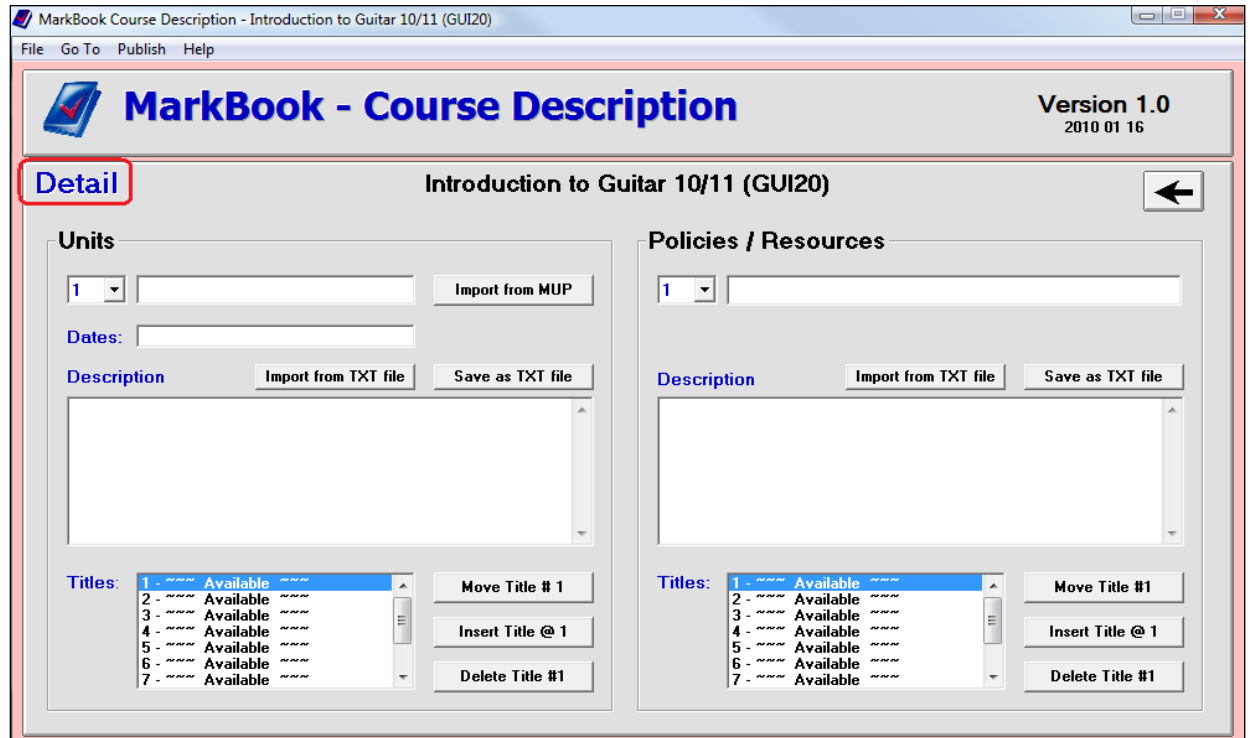 MarkBook Course Description - Introduction to Guitar 10/11 (GUI20)
File Go To Publish Help
MarkBook - Course Description
Version 1.0
2010 01 16
Detail
Introduction to Guitar 10/11 (GUI20)
Units
1
Import from MUP
Dates:
Description
Import from TXT file
Save as TXT file
Titles:
1 - ~~~ Available ~~~
2 - ~~~ Available ~~~
3 - ~~~ Available ~~~
4 - ~~~ Available ~~~
5 - ~~~ Available ~~~
6 - ~~~ Available ~~~
7 - ~~~ Available ~~~
Move Title # 1
Insert Title @ 1
Delete Title #1
Policies / Resources
1
Description
Import from TXT file
Save as TXT file
Titles:
1 - ~~~ Available ~~~
2 - ~~~ Available ~~~
3 - ~~~ Available ~~~
4 - ~~~ Available ~~~
5 - ~~~ Available ~~~
6 - ~~~ Available ~~~
7 - ~~~ Available ~~~
Move Title #1
Insert Title @ 1
Delete Title #1